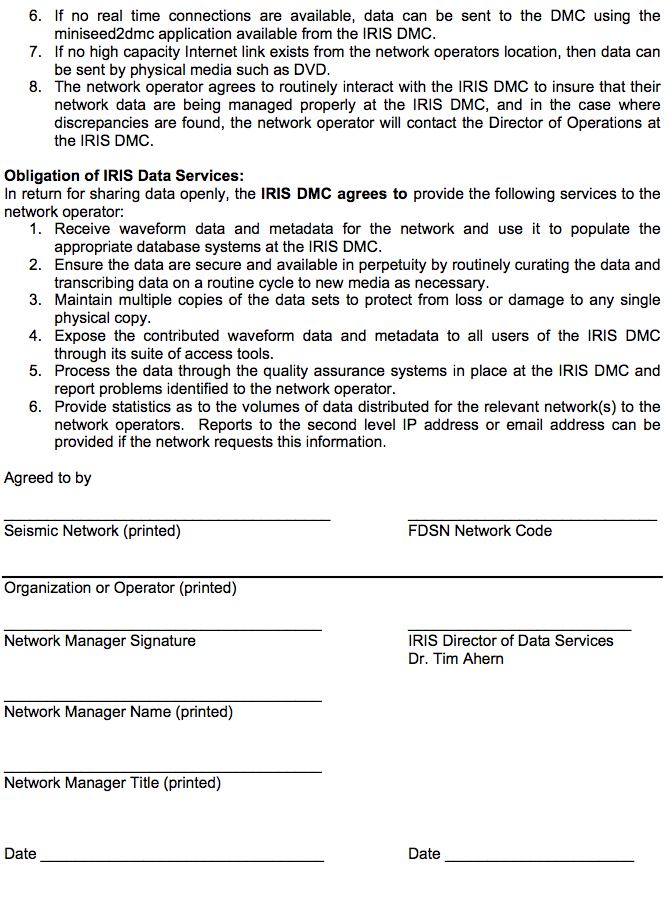 6. If no real time connections are available, data can be sent to the DMC using the
miniseed2dmc application available from the IRIS DMC.
7. If no high capacity Internet link exists from the network operators location, then data can
be sent by physical media such as DVD.
8. The network operator agrees to routinely interact with the IRIS DMC to insure that their
network data are being managed properly at the IRIS DMC, and in the case where
discrepancies are found, the network operator will contact the Director of Operations at
the IRIS DMC.
Obligation of IRIS Data Services:
In return for sharing data openly, the IRIS DMC agrees to provide the following services to the
network operator:
1. Receive waveform data and metadata for the network and use it to populate the
appropriate database systems at the IRIS DMC.
2. Ensure the data are secure and available in perpetuity by routinely curating the data and
transcribing data on a routine cycle to new media as necessary.
3. Maintain multiple copies of the data sets to protect from loss or damage to any single
physical copy.
4. Expose the contributed waveform data and metadata to all users of the IRIS DMC
through its suite of access tools.
5. Process the data through the quality assurance systems in place at the IRIS DMC and
report problems identified to the network operator.
6. Provide statistics as to the volumes of data distributed for the relevant network(s) to the
network operators. Reports to the second level IP address or email address can be
provided if the network requests this information.
Agreed to by
Seismic Network (printed) FDSN Network Code
Organization or Operator (printed)
Network Manager Signature IRIS Director of Data Services
Dr. Tim Ahern
Network Manager Name (printed)
Network Manager Title (printed)
Date Date